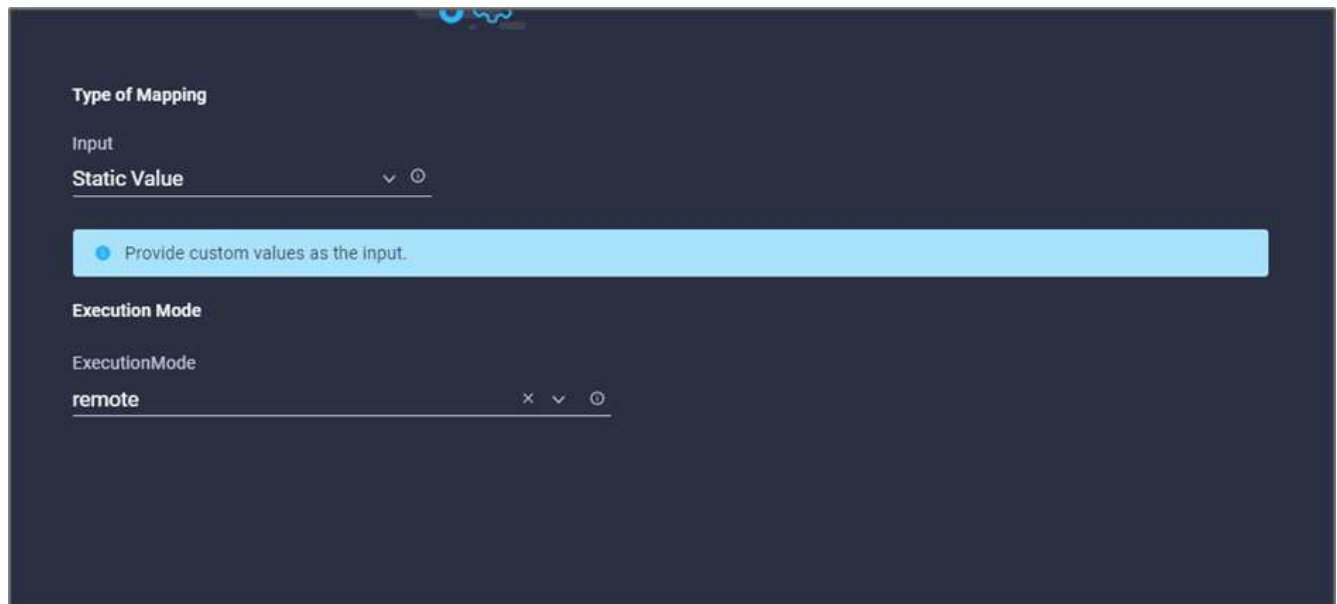 Type of Mapping
Input
Static Value
Provide custom values as the input.
Execution Mode
ExecutionMode
remote